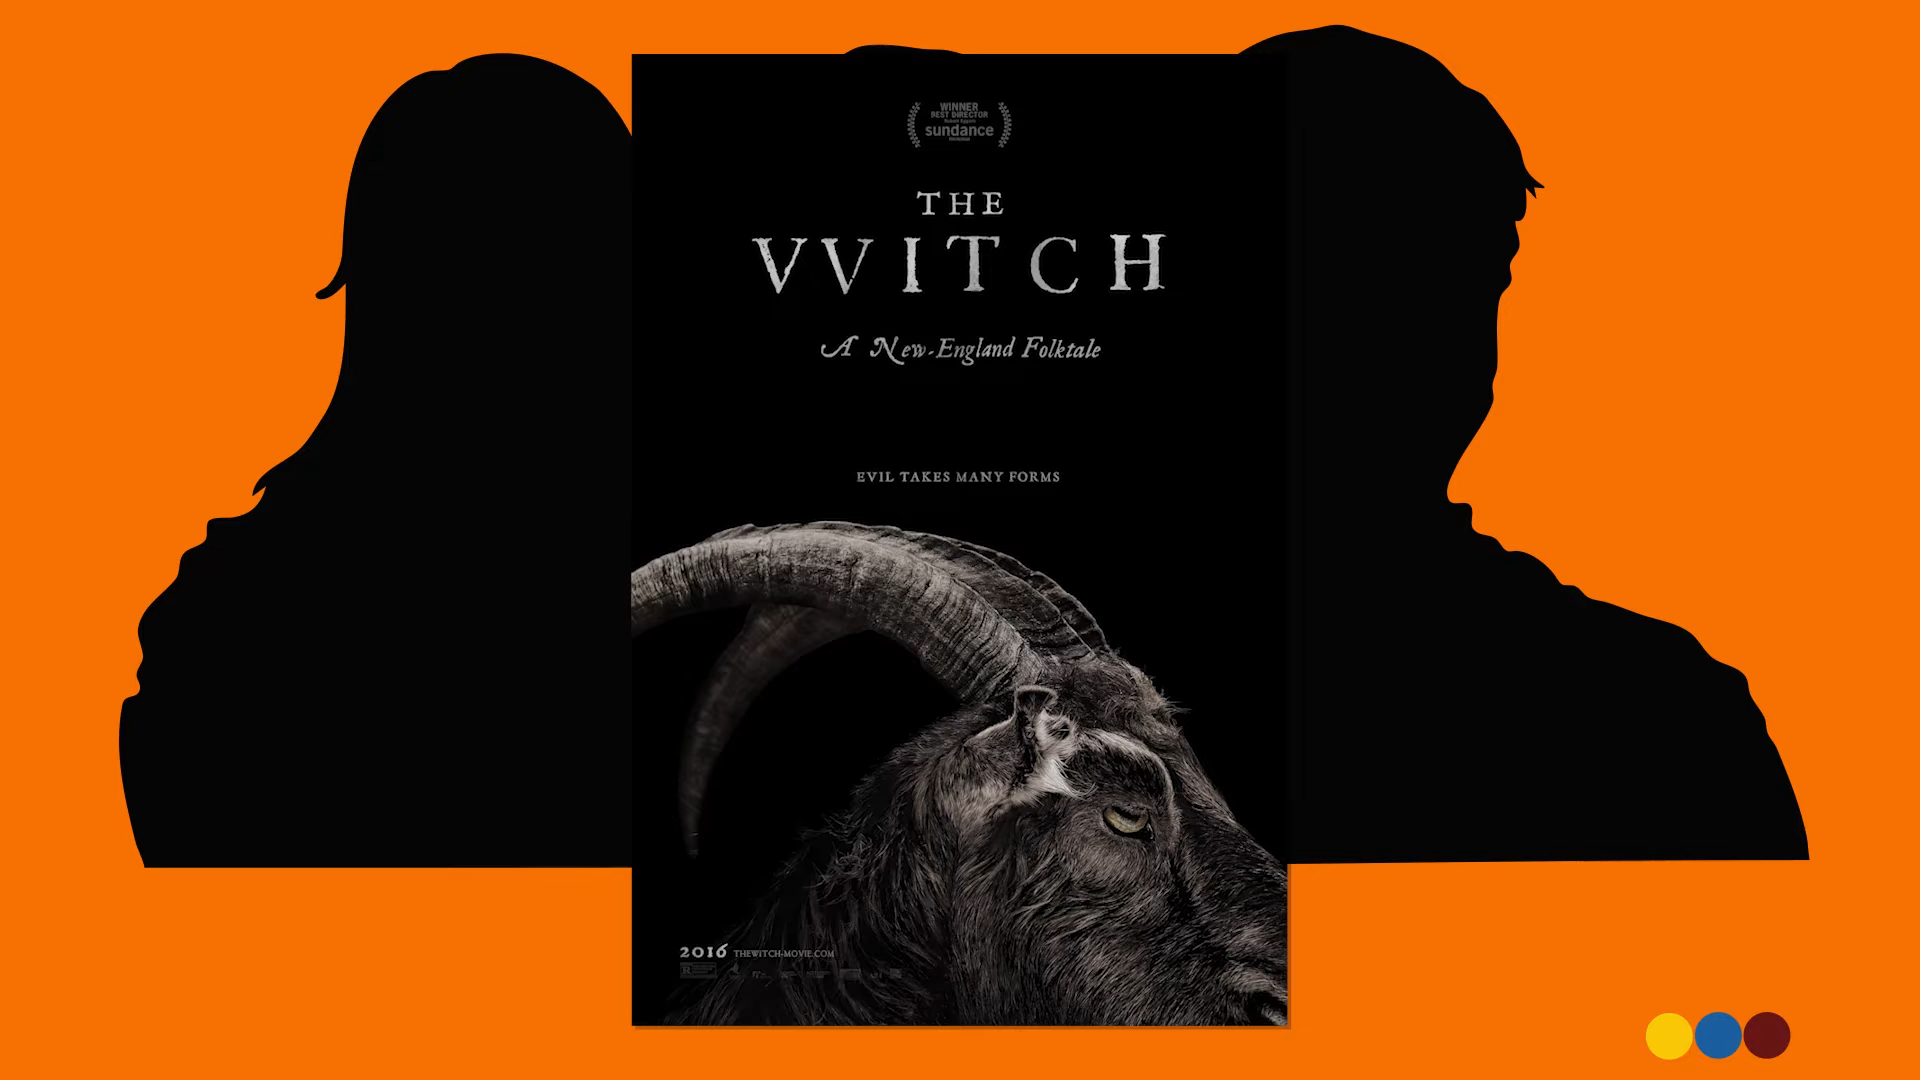 WINNER
BEST DIRECTOR
sundance
THE
VVITCH
A New-England Folktale
EVIL TAKES MANY FORMS
2016 THEWITCH-MOVIE.COM
R